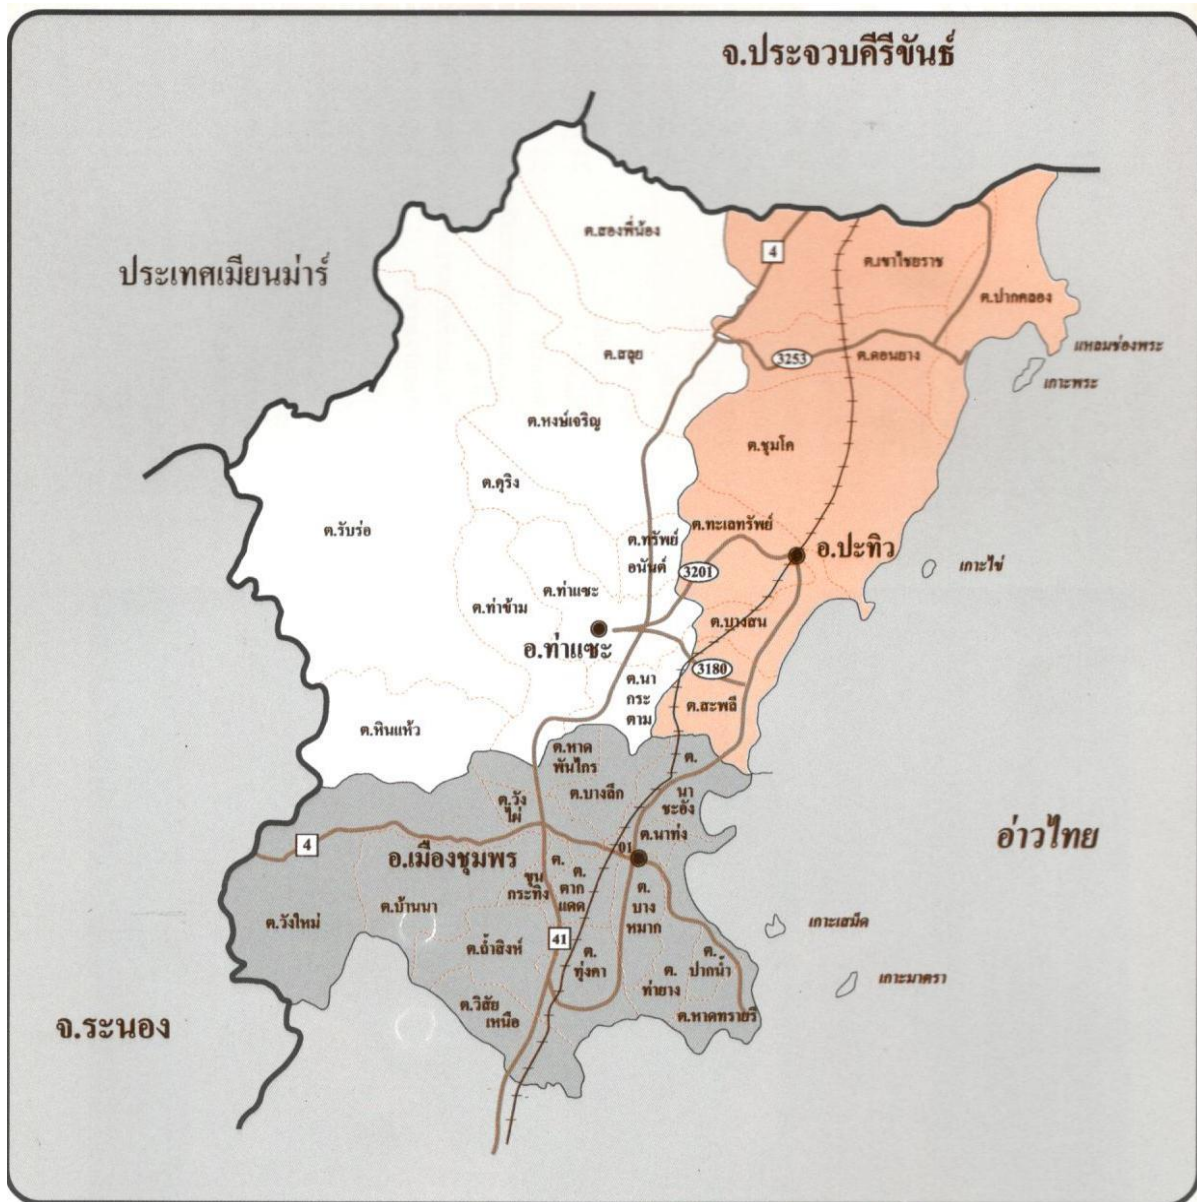 จ.ประจวบคีรีขันธ์
ประเทศเมียนม่าร์
ต.สองพี่น้อง
4
ต.เขาไชยราช
ต.ปากคลอง
แหลมช่องพระ
ต.สลุย
3253
ต.ดอนยาง
เกาะพระ
ต.หงษ์เจริญ
ต.ชุมโค
ต.คุริง
ต.รับร่อ
ต.ทรัพย์
อนันต์
ต.ทะเลทรัพย์
อ.ปะทิว
เกาะไข่
3201
ต.ท่าแซะ
ต.ท่าข้าม
ต.บางสน
อ.ท่าแซะ
3180
ต.นา
กระ
ตาม
ต.สะพลี
ต.หินแก้ว
ต.หาด
พันไกร
ต.
นา
ชะอัง
ต.บางลึก
ต.วัง
ไผ่
อ่าวไทย
ต.นาทุ่ง
01
4
อ.เมืองชุมพร
ต.
ขุน
กระทิง
ต.
ตาก
แดด
ต.
บาง
หมาก
ต.บ้านนา
ต.วังใหม่
เกาะเสม็ด
41
ต.ถ้ำสิงห์
ต.
ทุ่งคา
ต.
ปากน้ำ
ต.
ท่ายาง
เกาะมาตรา
ต.วิสัย
เหนือ
ต.หาดทรายรี
จ.ระนอง